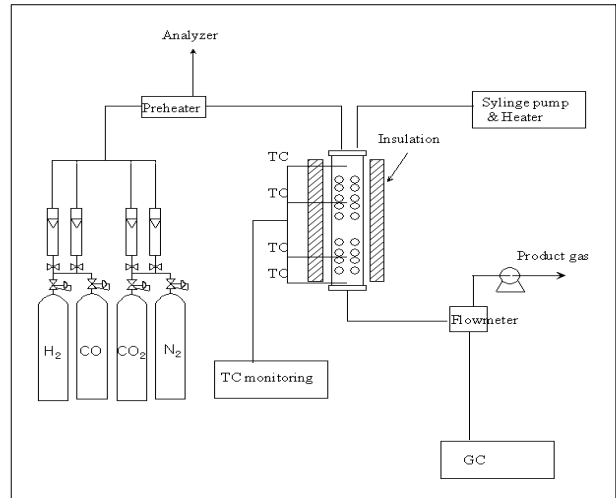 Analyzer
Preheater
Sylinge pump
& Heater
Insulation
TC
TC
TC
TC
Product gas
Flowmeter
H2
CO
CO2
N2
TC monitoring
GC